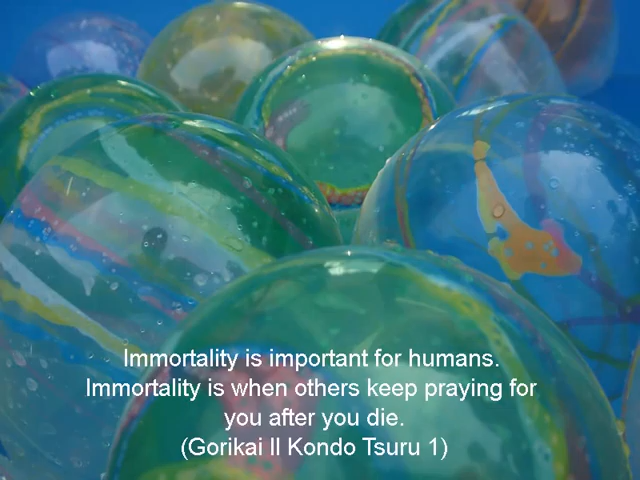 Immortality is important for humans.
Immortality is when others keep praying for
you after you die.
(Gorikai II Kondo Tsuru 1)